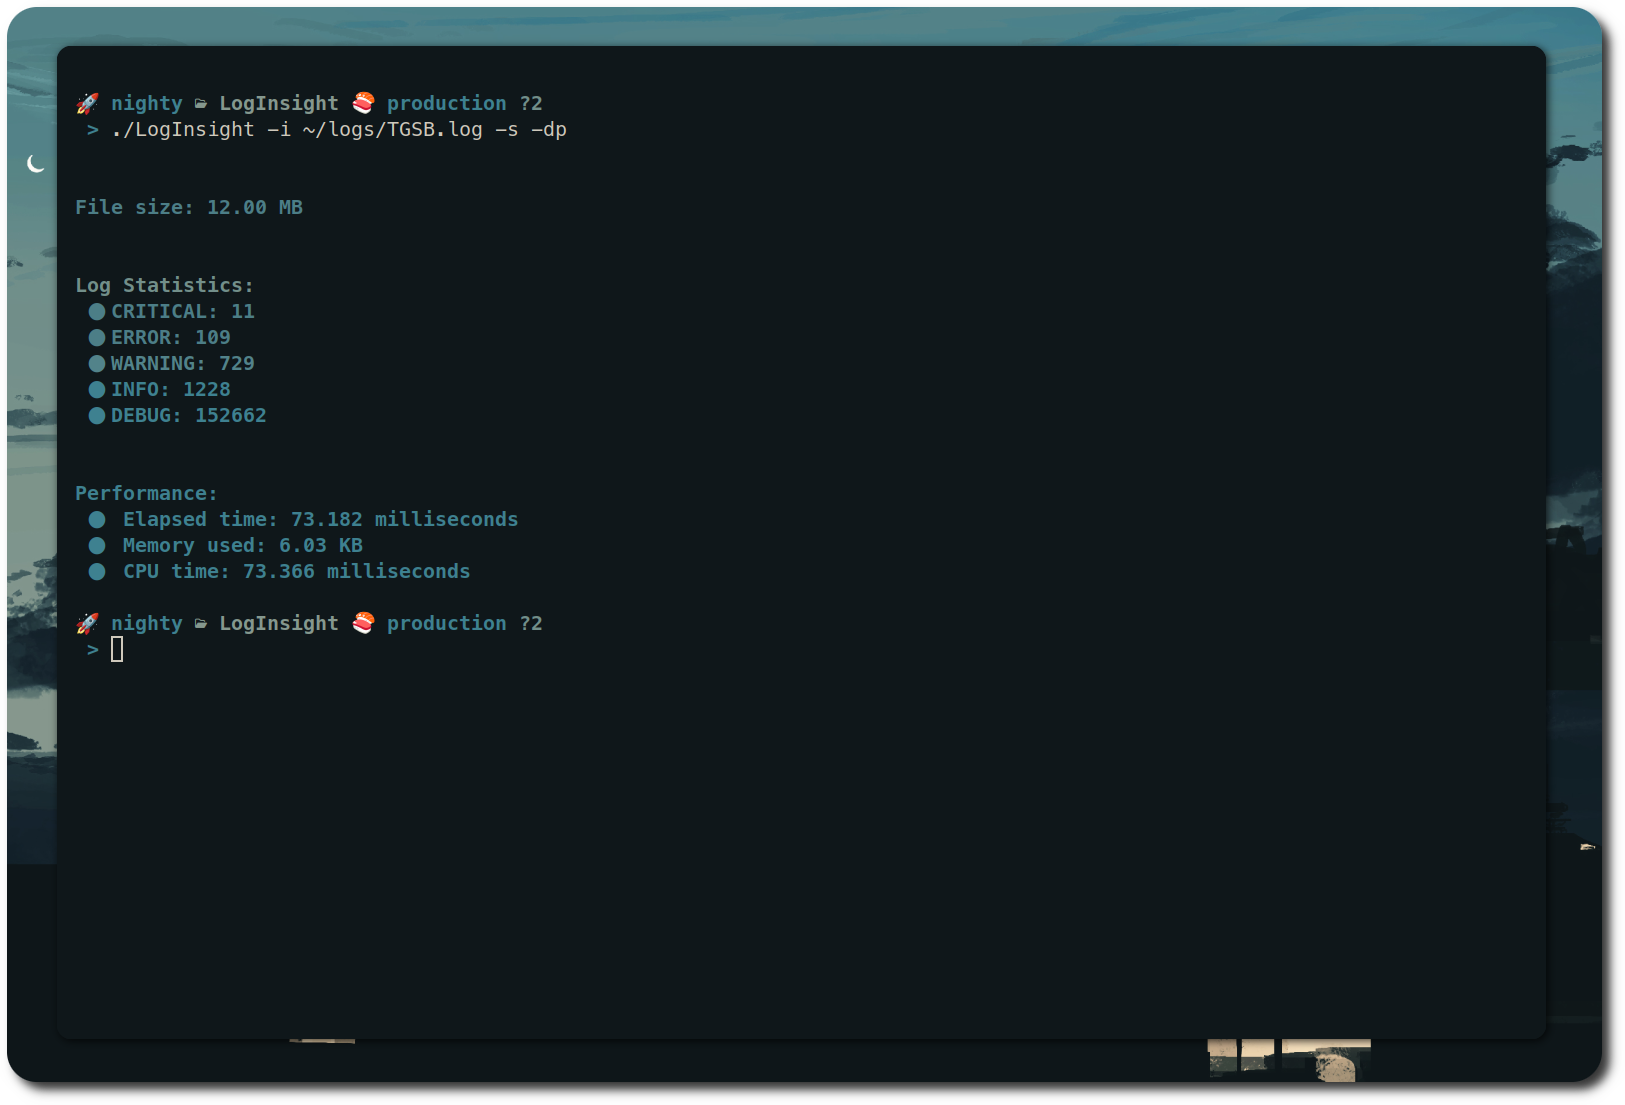 🚀 nighty 🗁 LogInsight 🍣 production ?2
> ./LogInsight -i ~/logs/TGSB.log -s -dp
File size: 12.00 MB
Log Statistics:
●CRITICAL: 11
●ERROR: 109
●WARNING: 729
●INFO: 1228
●DEBUG: 152662
Performance:
● Elapsed time: 73.182 milliseconds
● Memory used: 6.03 KB
● CPU time: 73.366 milliseconds
🚀 nighty 🗁 LogInsight 🍣 production ?2
>